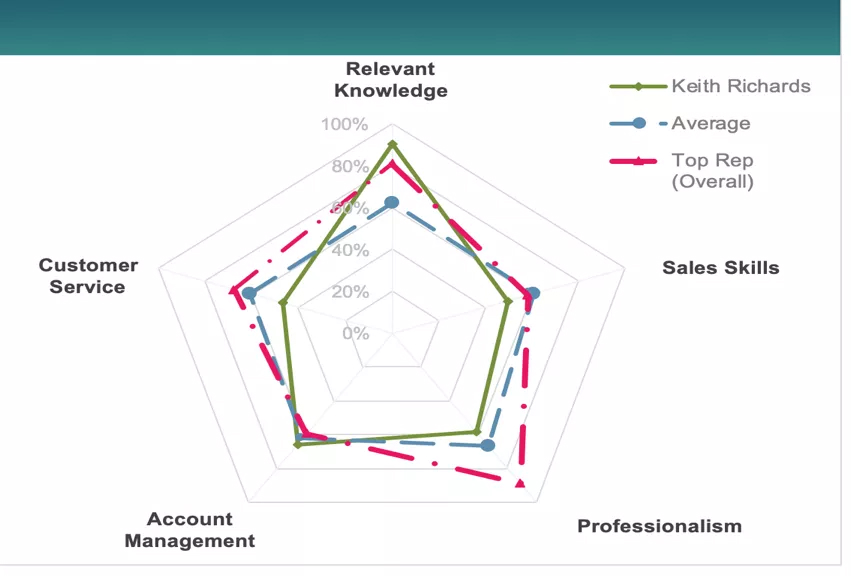 Relevant
Knowledge
Keith Richards
Average
Top Rep
(Overall)
100%
80%
60%
40%
20%
0%
Customer
Service
Sales Skills
Account
Management
Professionalism